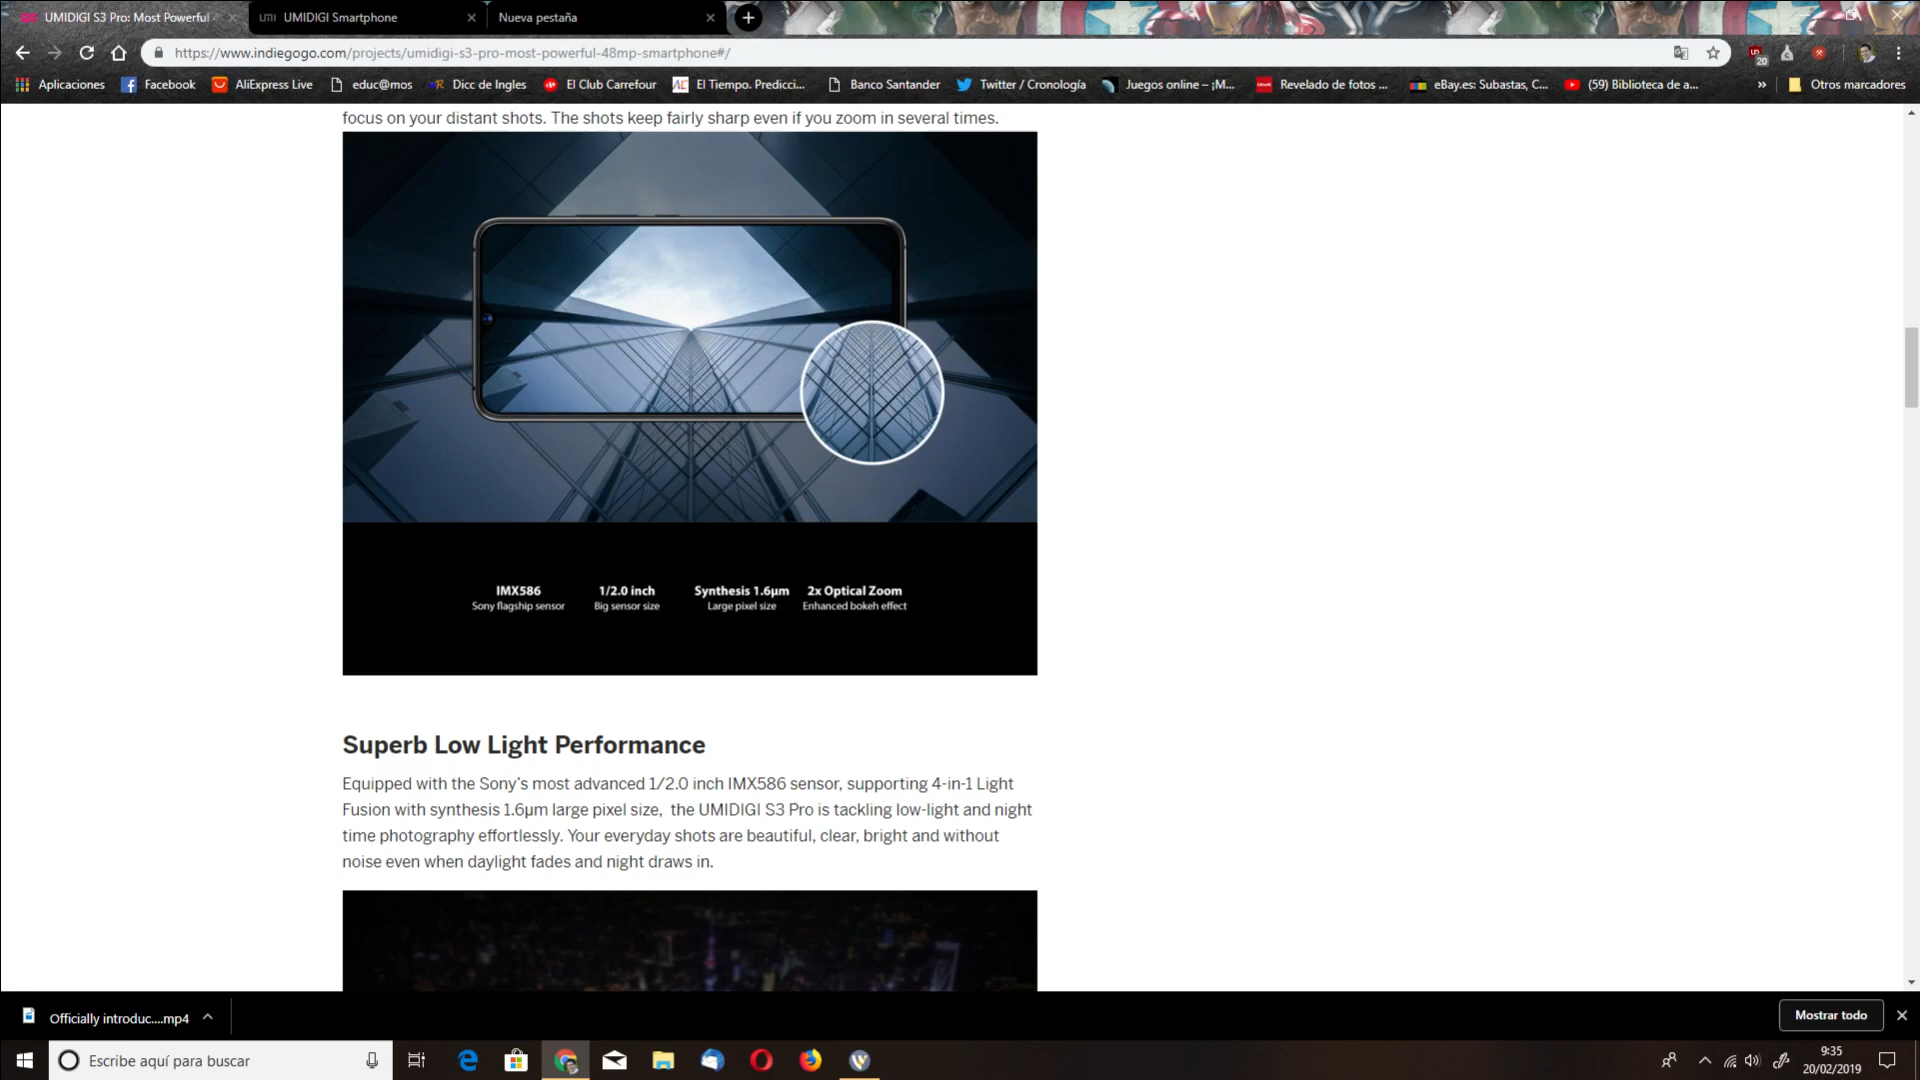 UMIDIGI S3 Pro: Most Powerful
umi UMIDIGI Smartphone
Nueva pestaña
https://www.indiegogo.com/projects/umidigi-s3-pro-most-powerful-48mp-smartphone#/
20
Aplicaciones
Facebook
AliExpress Live
educ@mos
Dicc de Ingles
El Club Carrefour
El Tiempo. Predicci...
Banco Santander
Twitter / Cronología
Juegos online – ¡M...
Revelado de fotos ...
eBay.es: Subastas, C...
(59) Biblioteca de a...
»
Otros marcadores
focus on your distant shots. The shots keep fairly sharp even if you zoom in several times.
IMX586
Sony flagship sensor
1/2.0 inch
Big sensor size
Synthesis 1.6μm
Large pixel size
2x Optical Zoom
Enhanced bokeh effect
Superb Low Light Performance
Equipped with the Sony's most advanced 1/2.0 inch IMX586 sensor, supporting 4-in-1 Light
Fusion with synthesis 1.6μm large pixel size, the UMIDIGI S3 Pro is tackling low-light and night
time photography effortlessly. Your everyday shots are beautiful, clear, bright and without
noise even when daylight fades and night draws in.
Officially introduc....mp4
Mostrar todo
Escribe aquí para buscar
9:35
20/02/2019